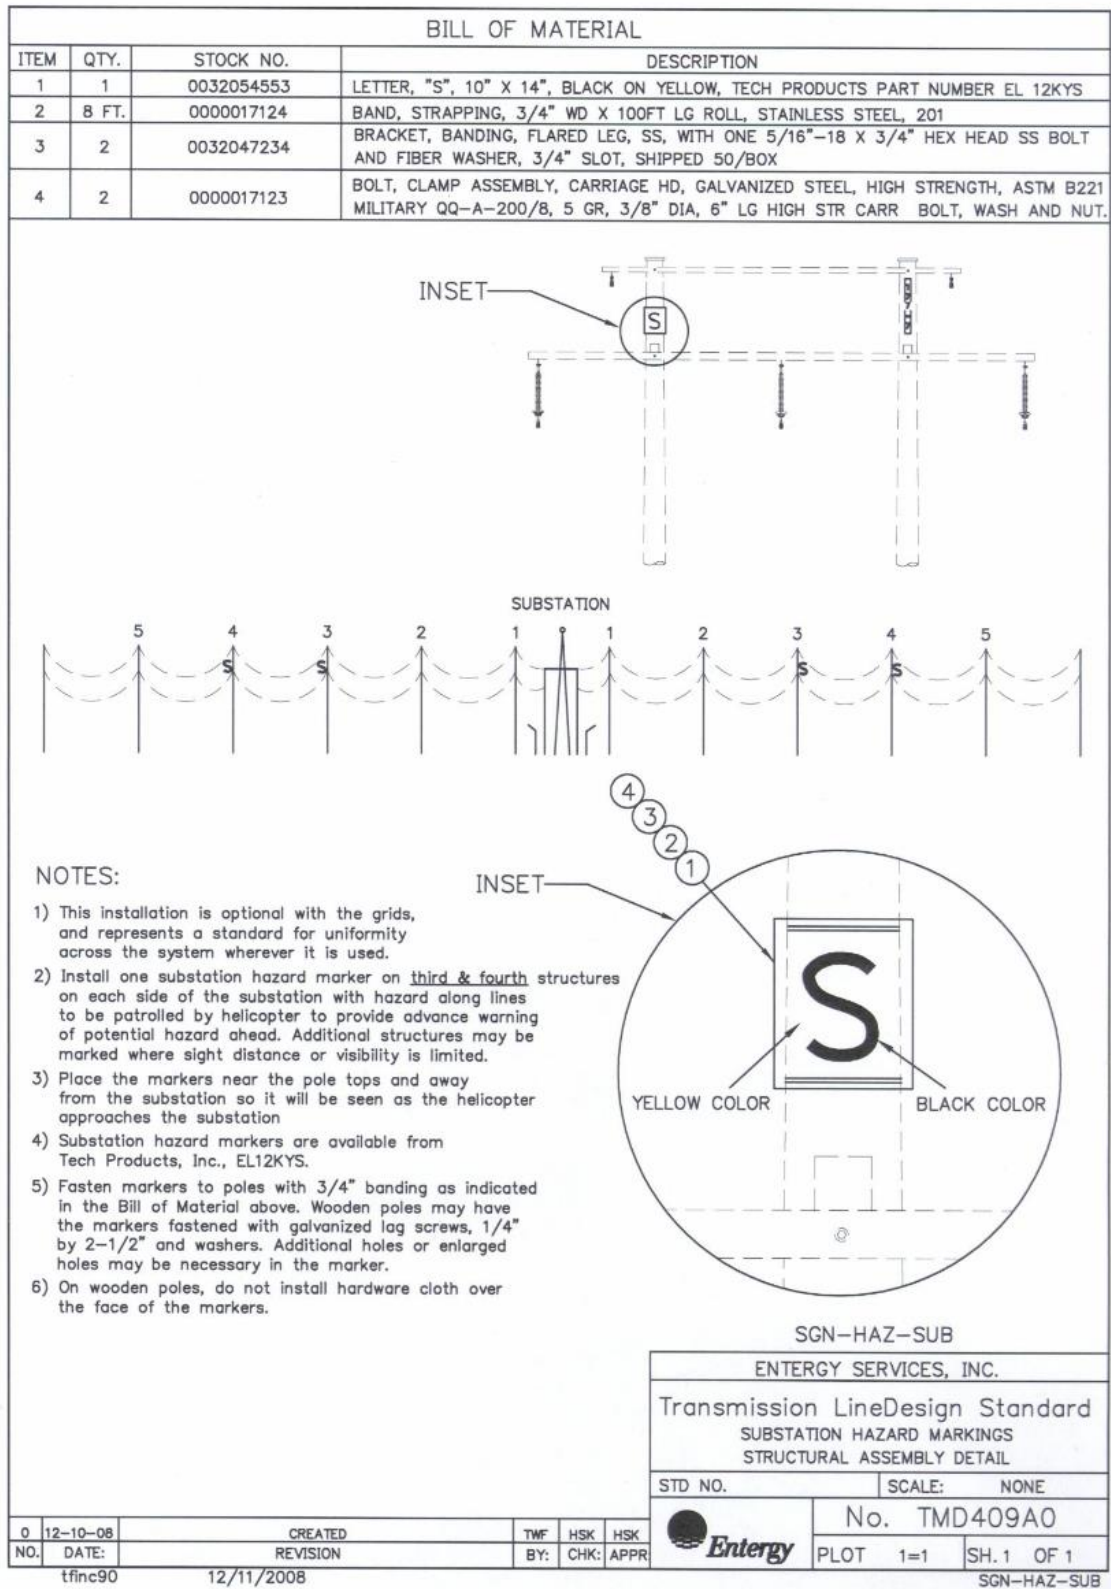 BILL OF MATERIAL
ITEM QTY. STOCK NO. DESCRIPTION
1 1 0032054553 LETTER, "S", 10" X 14", BLACK ON YELLOW, TECH PRODUCTS PART NUMBER EL 12KYS
2 8 FT. 0000017124 BAND, STRAPPING, 3/4" WD X 100FT LG ROLL, STAINLESS STEEL, 201
3 2 0032047234 BRACKET, BANDING, FLARED LEG, SS, WITH ONE 5/16"-18 X 3/4" HEX HEAD SS BOLT
AND FIBER WASHER, 3/4" SLOT, SHIPPED 50/BOX
4 2 0000017123 BOLT, CLAMP ASSEMBLY, CARRIAGE HD, GALVANIZED STEEL, HIGH STRENGTH, ASTM B221
MILITARY QQ-A-200/8, 5 GR, 3/8" DIA, 6" LG HIGH STR CARR BOLT, WASH AND NUT.
INSET
S
SUBSTATION
5 4 3 2 1 1 2 3 4 5
S S S S
4
3
2
1
INSET
S
YELLOW COLOR BLACK COLOR
NOTES:
1) This installation is optional with the grids,
and represents a standard for uniformity
across the system wherever it is used.
2) Install one substation hazard marker on third & fourth structures
on each side of the substation with hazard along lines
to be patrolled by helicopter to provide advance warning
of potential hazard ahead. Additional structures may be
marked where sight distance or visibility is limited.
3) Place the markers near the pole tops and away
from the substation so it will be seen as the helicopter
approaches the substation
4) Substation hazard markers are available from
Tech Products, Inc., EL12KYS.
5) Fasten markers to poles with 3/4" banding as indicated
in the Bill of Material above. Wooden poles may have
the markers fastened with galvanized lag screws, 1/4"
by 2-1/2" and washers. Additional holes or enlarged
holes may be necessary in the marker.
6) On wooden poles, do not install hardware cloth over
the face of the markers.
SGN-HAZ-SUB
ENTERGY SERVICES, INC.
Transmission LineDesign Standard
SUBSTATION HAZARD MARKINGS
STRUCTURAL ASSEMBLY DETAIL
STD NO. SCALE: NONE
Entergy
No. TMD409A0
PLOT 1=1 SH. 1 OF 1
0 12-10-08 CREATED TWF HSK HSK
NO. DATE: REVISION BY: CHK: APPR
tfinc90 12/11/2008 SGN-HAZ-SUB